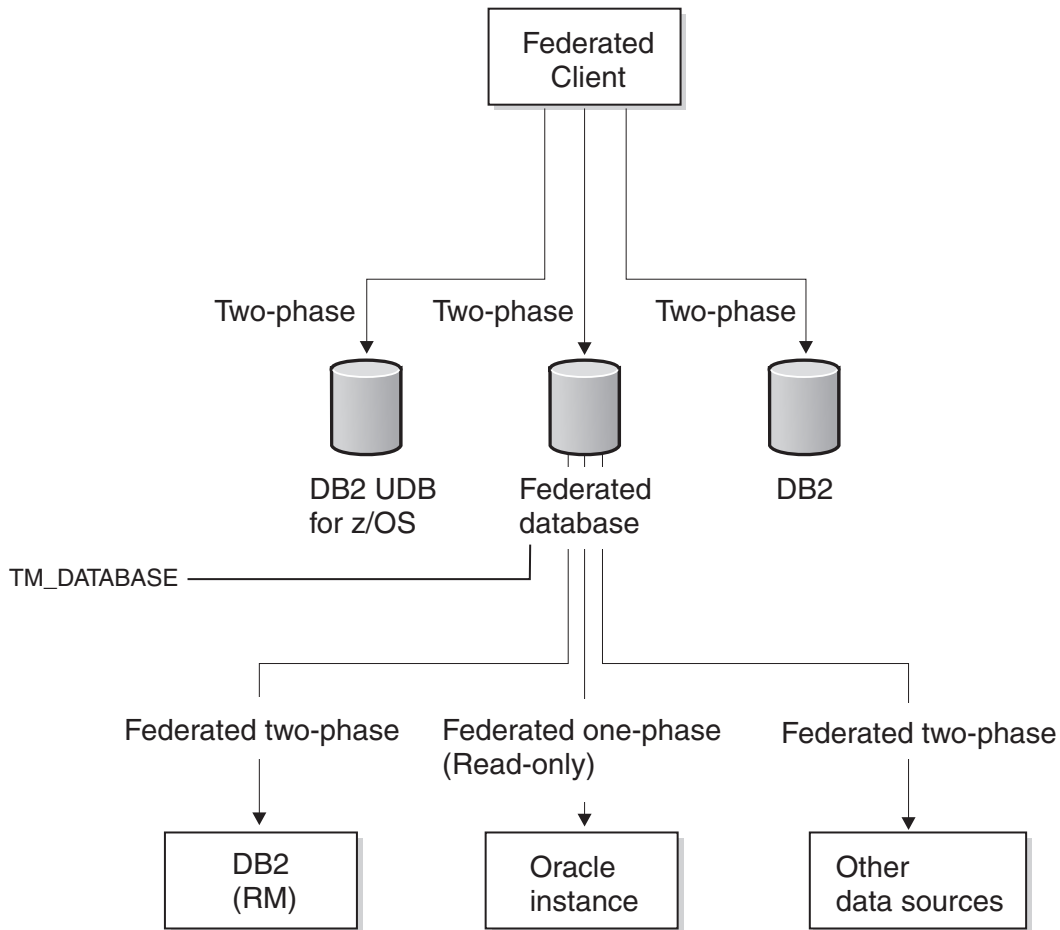 Federated
Client
Two-phase
Two-phase
Two-phase
DB2 UDB
for z/OS
Federated
database
DB2
TM_DATABASE
Federated two-phase
Federated one-phase
(Read-only)
Federated two-phase
DB2
(RM)
Oracle
instance
Other
data sources